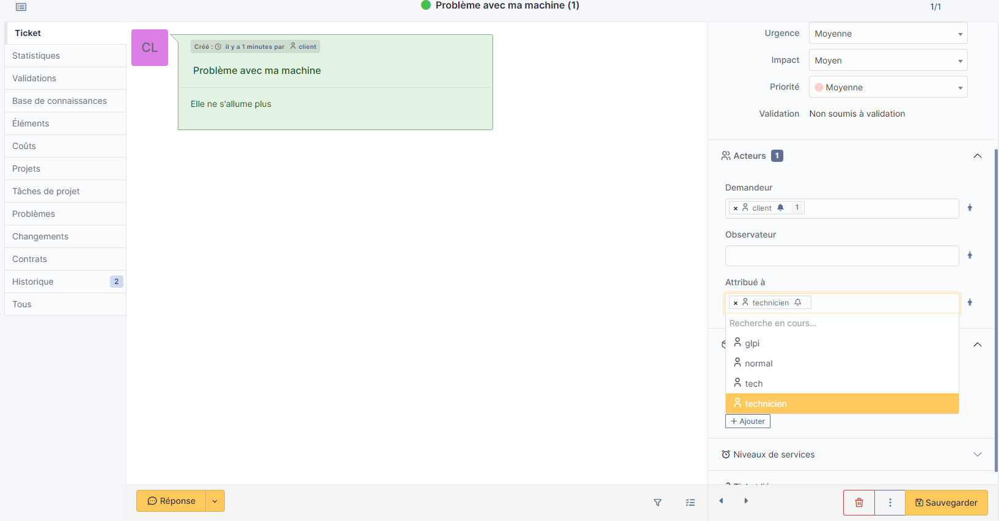 Problème avec ma machine (1)
1/1
Ticket
Statistiques
Validations
Base de connaissances
Éléments
Coûts
Projets
Tâches de projet
Problèmes
Changements
Contrats
Historique 2
Tous
CL
Créé : il y a 1 minutes par client
Problème avec ma machine
Elle ne s'allume plus
Urgence Moyenne
Impact Moyen
Priorité Moyenne
Validation Non soumis à validation
Acteurs 1
Demandeur
× client 1
Observateur
Attribué à
× technicien
Recherche en cours...
glpi
normal
tech
technicien
+ Ajouter
Niveaux de services
Réponse
Sauvegarder